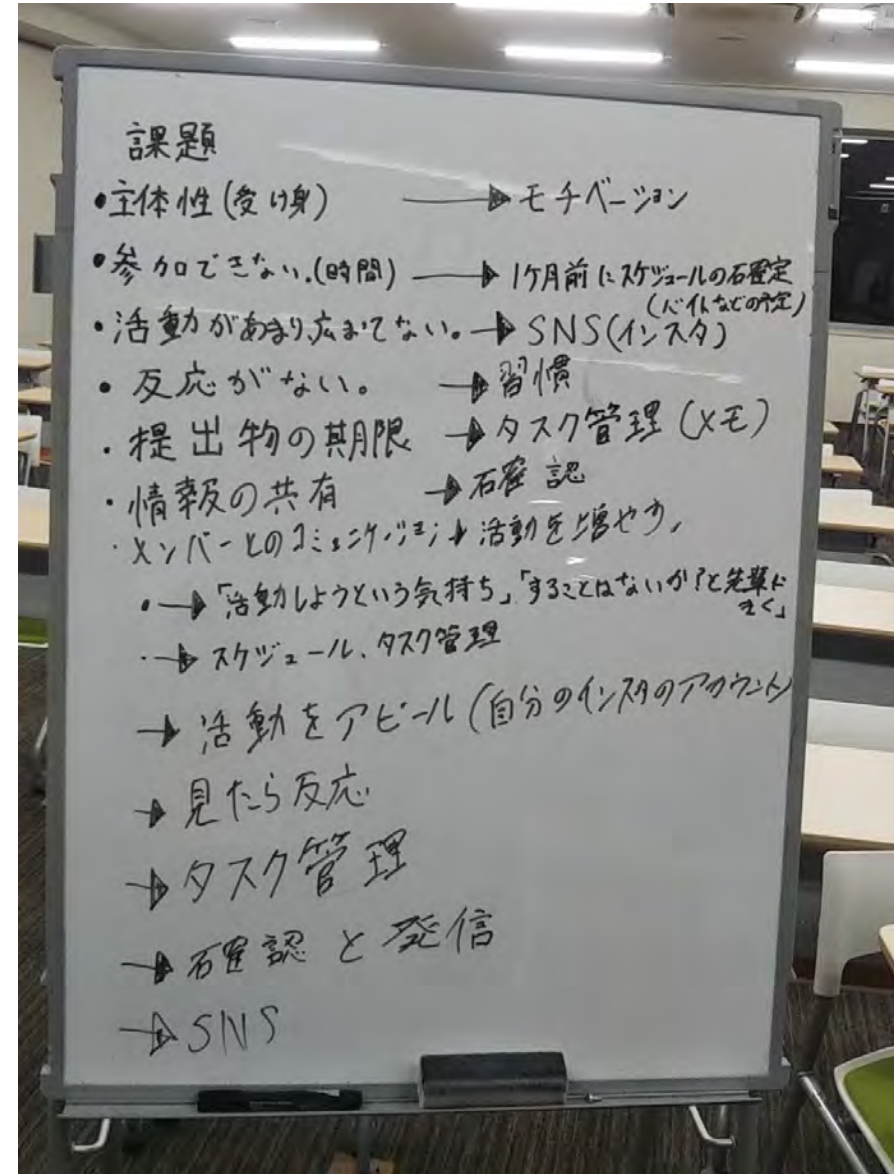 課題
•主体性(受け身) → モチベーション
•参加できない.(時間) → 1ヶ月前にスケジュールの確定
(バイトなどの予定)
・活動があまり広まてない。→ SNS(インスタ)
・反応がない。 → 習慣
・提出物の期限 → タスク管理(メモ)
・情報の共有 → 確認
・メンバーとのコミュニケーション → 活動を増やす,
•→「活動しようという気持ち」「することはないか?と先輩に
きく」
・→ スケジュール、タスク管理
→ 活動をアピール(自分のインスタのアカウント)
→ 見たら反応
→ タスク管理
→ 確認と発信
→ SNS